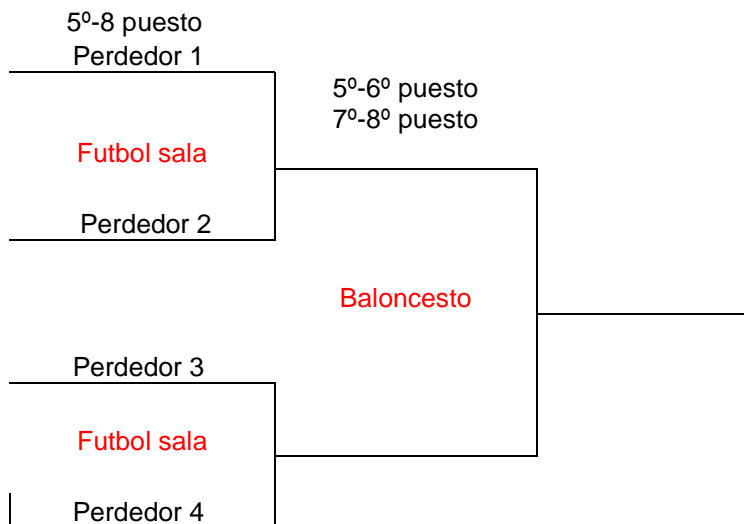 5º-8 puesto
Perdedor 1
5º-6º puesto
7º-8º puesto
Futbol sala
Perdedor 2
Baloncesto
Perdedor 3
Futbol sala
Perdedor 4